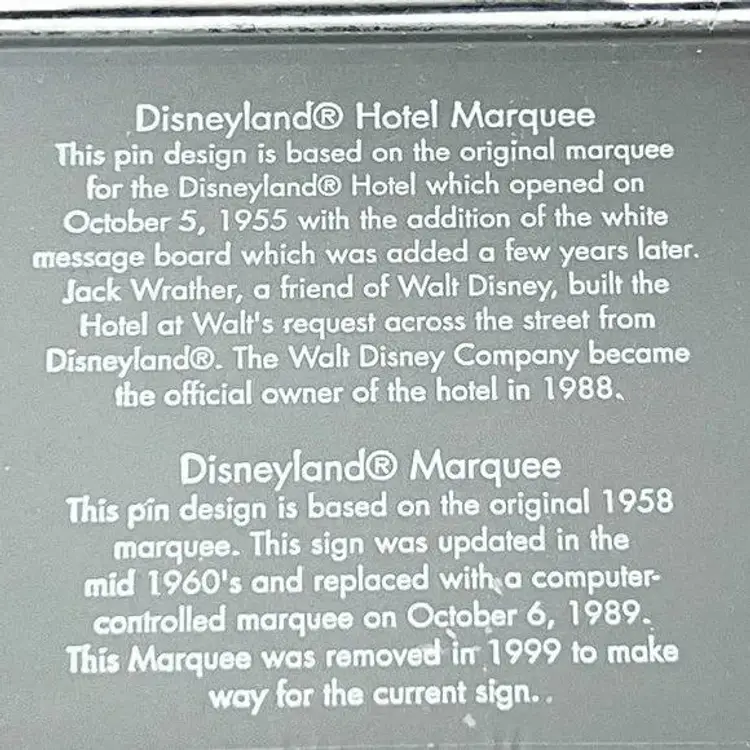 Disneyland® Hotel Marquee
This pin design is based on the original marquee
for the Disneyland® Hotel which opened on
October 5, 1955 with the addition of the white
message board which was added a few years later.
Jack Wrather, a friend of Walt Disney, built the
Hotel at Walt's request across the street from
Disneyland®. The Walt Disney Company became
the official owner of the hotel in 1988.
Disneyland® Marquee
This pin design is based on the original 1958
marquee. This sign was updated in the
mid 1960's and replaced with a computer-
controlled marquee on October 6, 1989.
This Marquee was removed in 1999 to make
way for the current sign.